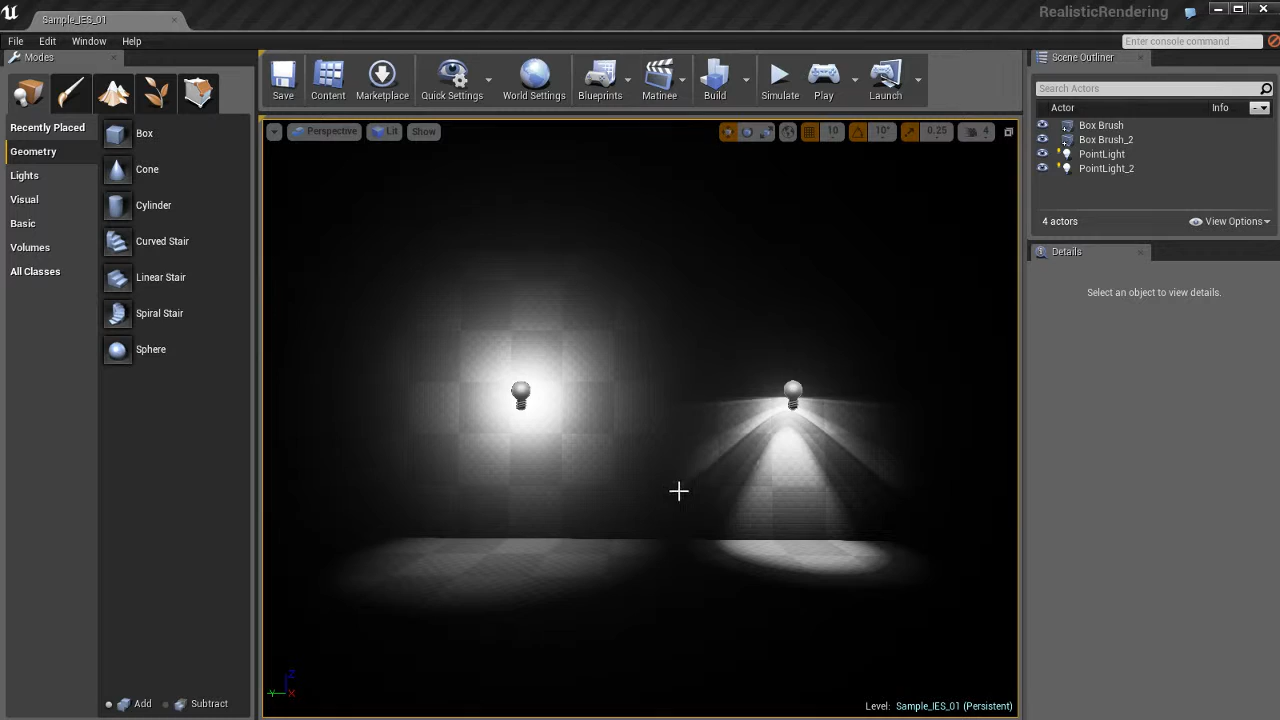 Sample_IES_01
RealisticRendering
File Edit Window Help
Enter console command
Modes
Recently Placed
Geometry
Lights
Visual
Basic
Volumes
All Classes
Box
Cone
Cylinder
Curved Stair
Linear Stair
Spiral Stair
Sphere
Add Subtract
Save Content Marketplace Quick Settings World Settings Blueprints Matinee Build Simulate Play Launch
Perspective Lit Show
10 10° 0.25 4
Level: Sample_IES_01 (Persistent)
Z
Y X
Scene Outliner
Search Actors
Actor Info
Box Brush
Box Brush_2
PointLight
PointLight_2
4 actors View Options
Details
Select an object to view details.